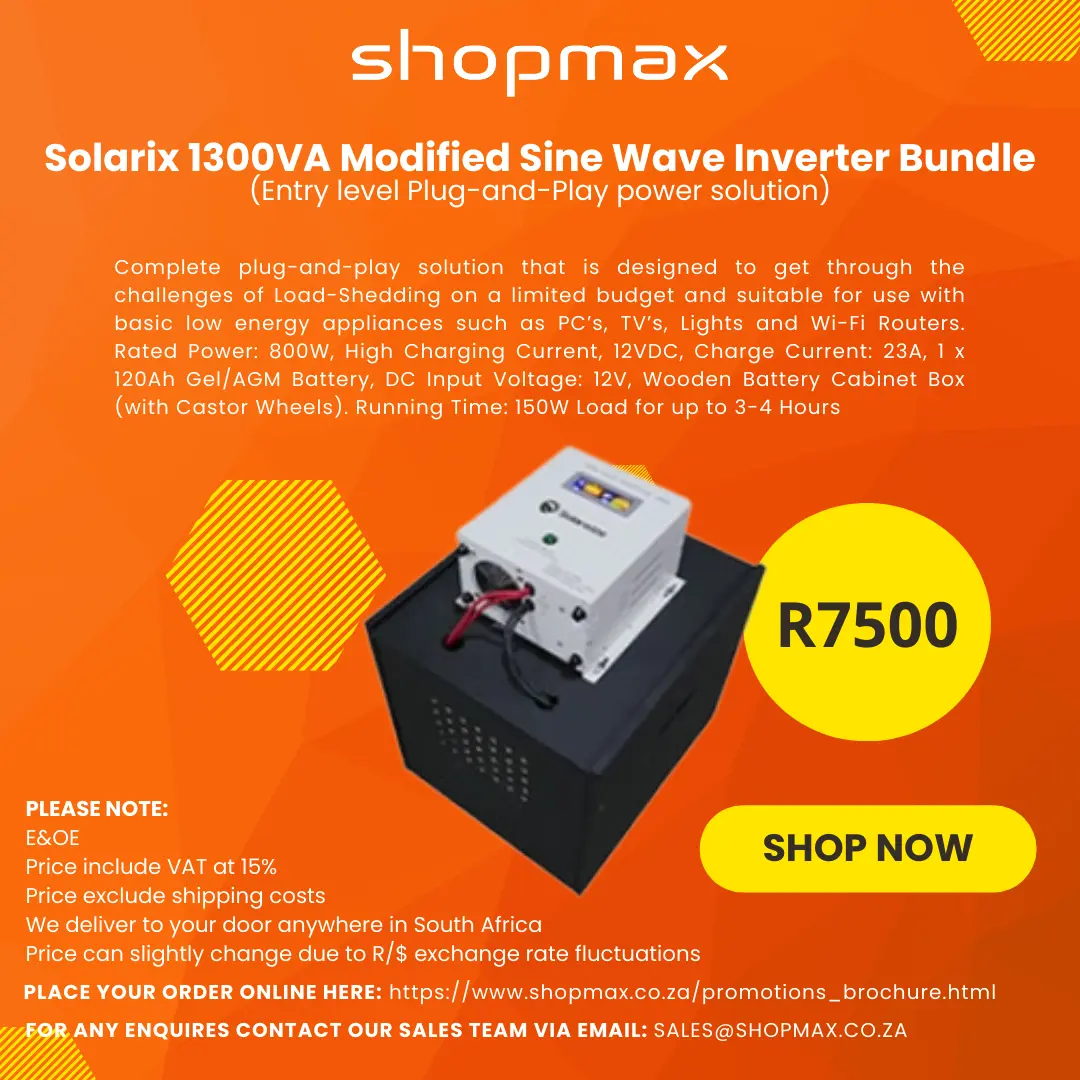 shopmax
Solarix 1300VA Modified Sine Wave Inverter Bundle
(Entry level Plug-and-Play power solution)
Complete plug-and-play solution that is designed to get through the
challenges of Load-Shedding on a limited budget and suitable for use with
basic low energy appliances such as PC’s, TV’s, Lights and Wi-Fi Routers.
Rated Power: 800W, High Charging Current, 12VDC, Charge Current: 23A, 1 x
120Ah Gel/AGM Battery, DC Input Voltage: 12V, Wooden Battery Cabinet Box
(with Castor Wheels). Running Time: 150W Load for up to 3-4 Hours
R7500
SHOP NOW
PLEASE NOTE:
E&OE
Price include VAT at 15%
Price exclude shipping costs
We deliver to your door anywhere in South Africa
Price can slightly change due to R/$ exchange rate fluctuations
PLACE YOUR ORDER ONLINE HERE: https://www.shopmax.co.za/promotions_brochure.html
FOR ANY ENQUIRES CONTACT OUR SALES TEAM VIA EMAIL: SALES@SHOPMAX.CO.ZA